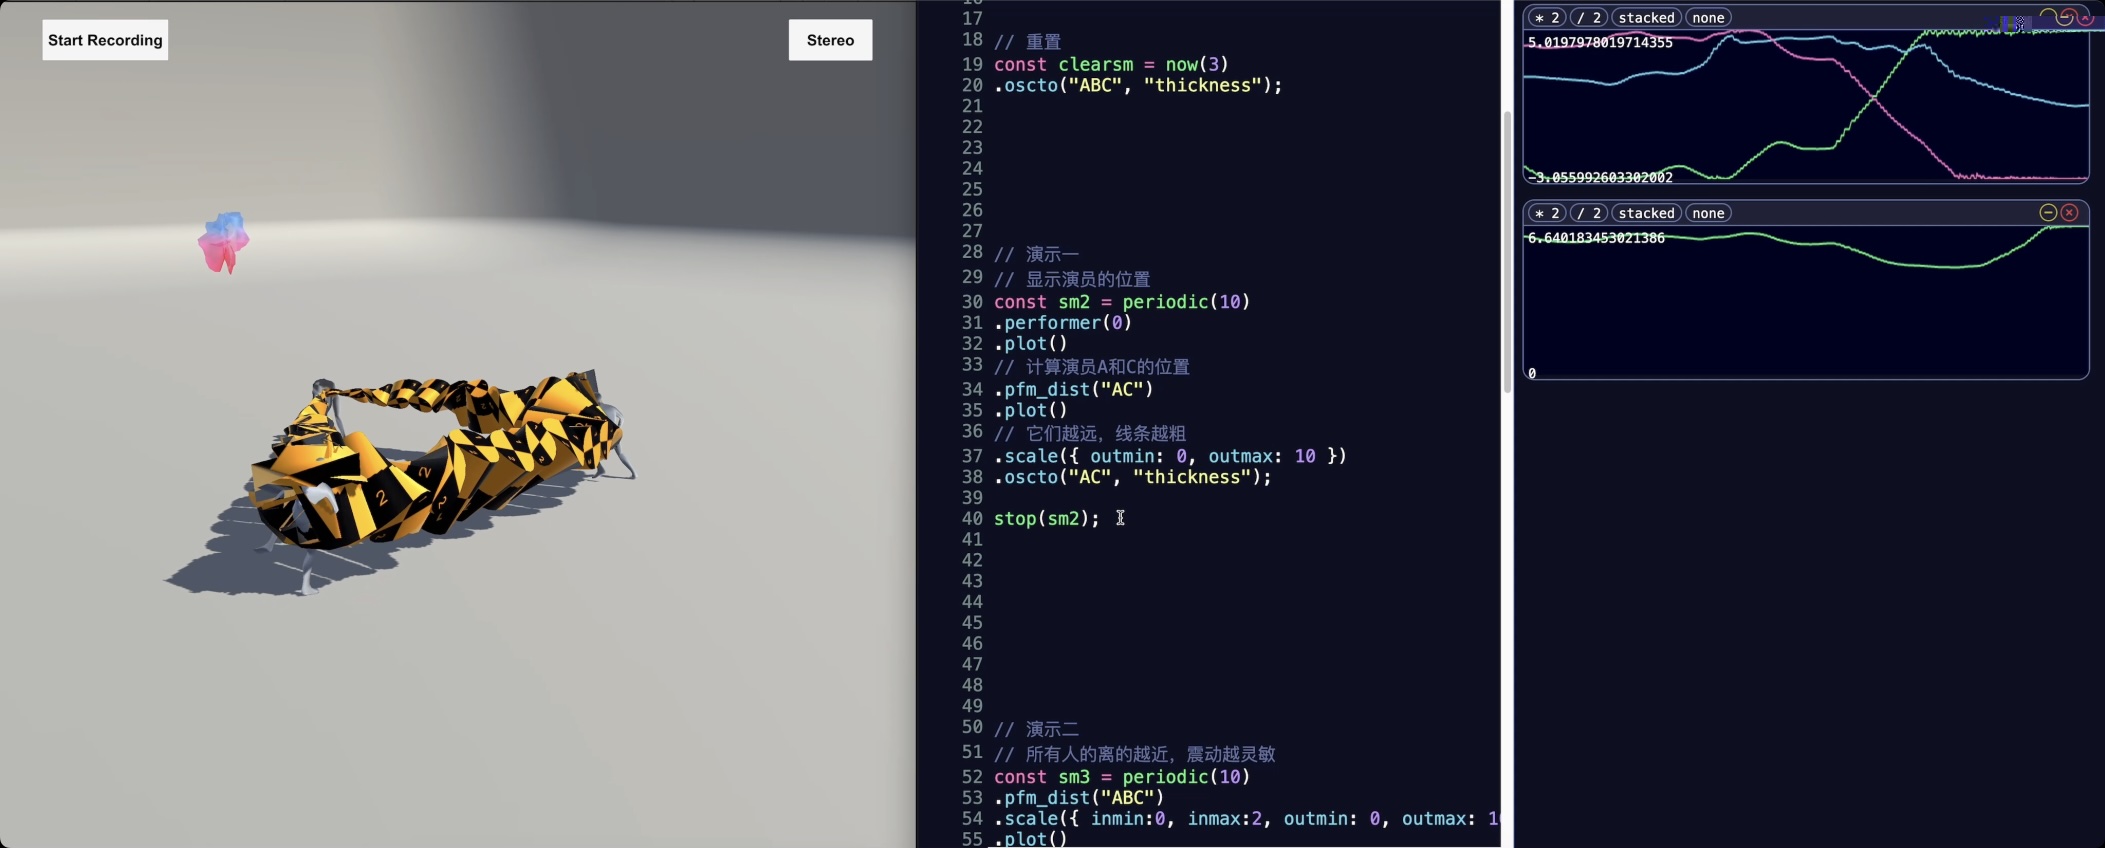 Start Recording
Stereo
17
18 // 重置
19 const clearsm = now(3)
20 .oscto("ABC", "thickness");
21
22
23
24
25
26
27
28 // 演示一
29 // 显示演员的位置
30 const sm2 = periodic(10)
31 .performer(0)
32 .plot()
33 // 计算演员A和C的位置
34 .pfm_dist("AC")
35 .plot()
36 // 它们越远，线条越粗
37 .scale({ outmin: 0, outmax: 10 })
38 .oscto("AC", "thickness");
39
40 stop(sm2);
41
42
43
44
45
46
47
48
49
50 // 演示二
51 // 所有人的离的越近，震动越灵敏
52 const sm3 = periodic(10)
53 .pfm_dist("ABC")
54 .scale({ inmin:0, inmax:2, outmin: 0, outmax: 1
55 .plot()
* 2 / 2 stacked none
5.0197978019714355
-3.055992603302002
* 2 / 2 stacked none
6.640183453021386
0
2
2